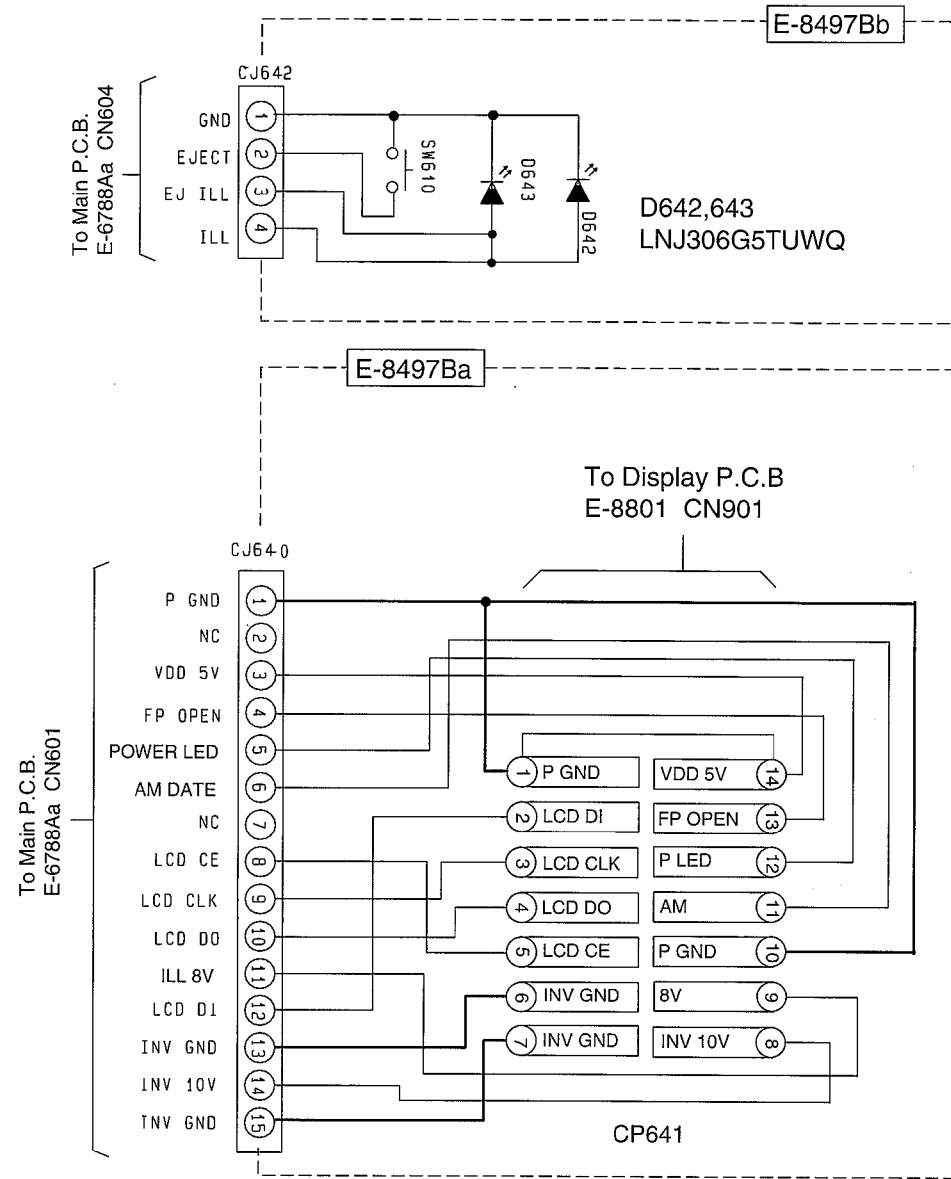 E-8497Bb
CJ642
To Main P.C.B.
E-6788Aa CN604
GND 1
EJECT 2
EJ ILL 3
ILL 4
SW610
D643
D642
D642,643
LNJ306G5TUWQ
E-8497Ba
To Display P.C.B
E-8801 CN901
CJ640
To Main P.C.B.
E-6788Aa CN601
P GND 1
NC 2
VDD 5V 3
FP OPEN 4
POWER LED 5
AM DATE 6
NC 7
LCD CE 8
LCD CLK 9
LCD DO 10
ILL 8V 11
LCD DI 12
INV GND 13
INV 10V 14
INV GND 15
1 P GND VDD 5V 14
2 LCD DI FP OPEN 13
3 LCD CLK P LED 12
4 LCD DO AM 11
5 LCD CE P GND 10
6 INV GND 8V 9
7 INV GND INV 10V 8
CP641